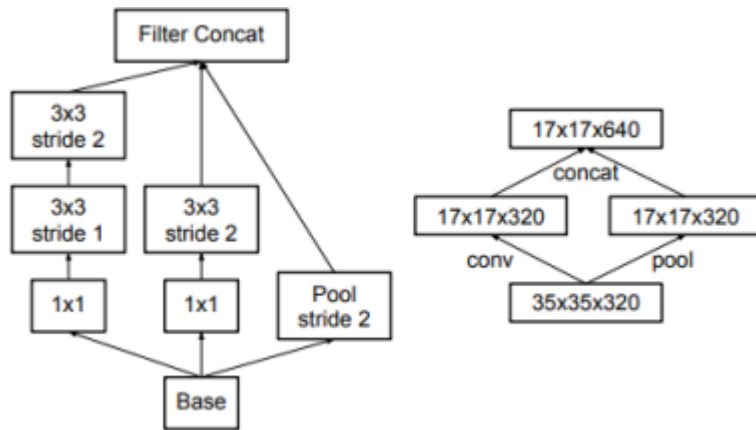 Filter Concat
3x3
stride 2
3x3
stride 1
3x3
stride 2
1x1
1x1
Pool
stride 2
Base
17x17x640
concat
17x17x320
17x17x320
conv
pool
35x35x320